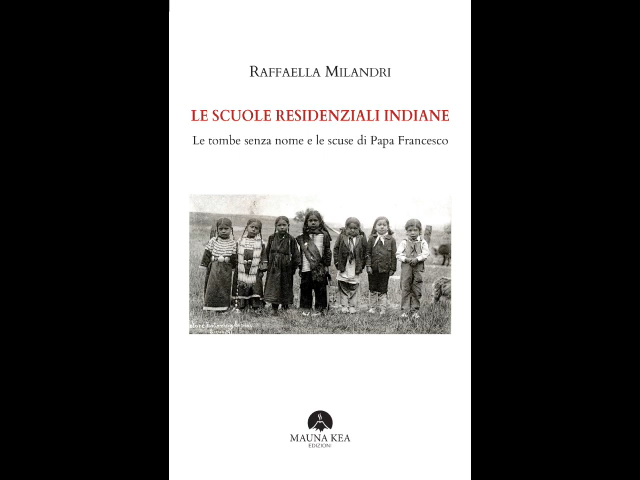 RAFFAELLA MILANDRI
LE SCUOLE RESIDENZIALI INDIANE
Le tombe senza nome e le scuse di Papa Francesco
MAUNA KEA
EDIZIONI